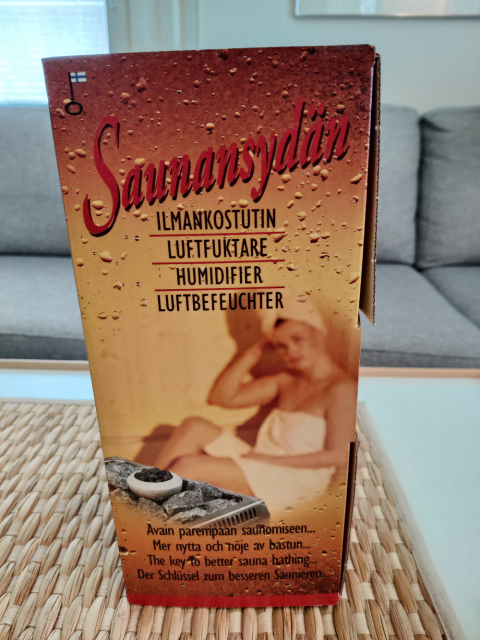 Saunansydän
ILMANKOSTUTIN
LUFTFUKTARE
HUMIDIFIER
LUFTBEFEUCHTER
Avain parempaan saunomiseen...
Mer nytta och nöje av bastun...
The key to better sauna-bathing...
Der Schlüssel zum besseren Saunieren...